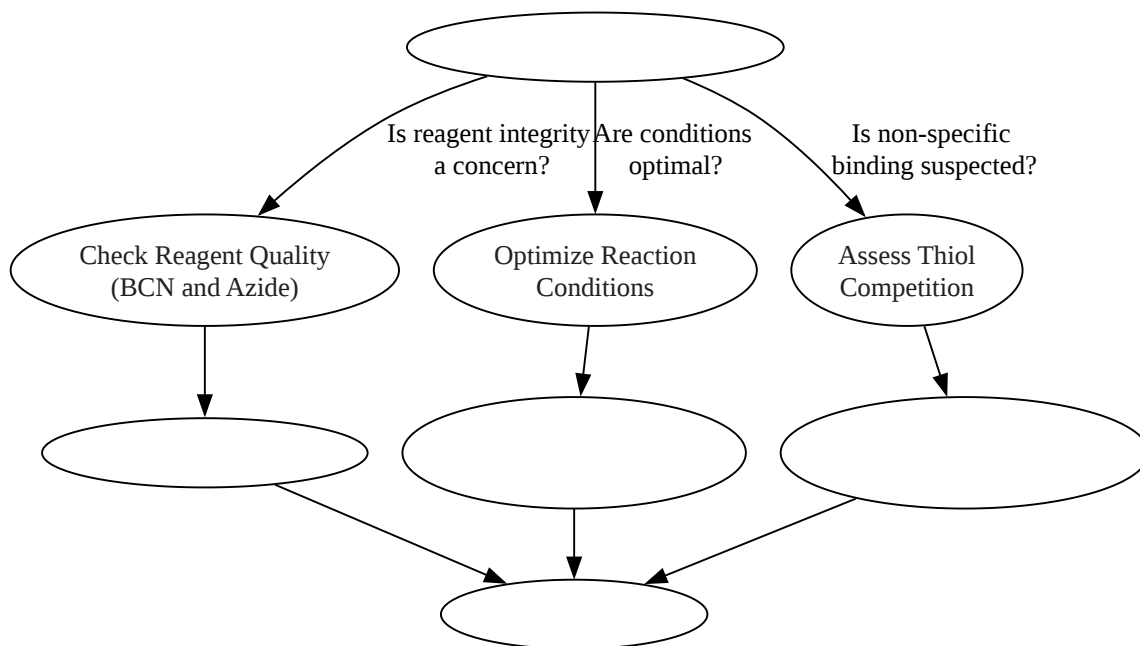 Is reagent integrity
a concern?
Are conditions
optimal?
Is non-specific
binding suspected?
Check Reagent Quality
(BCN and Azide)
Optimize Reaction
Conditions
Assess Thiol
Competition